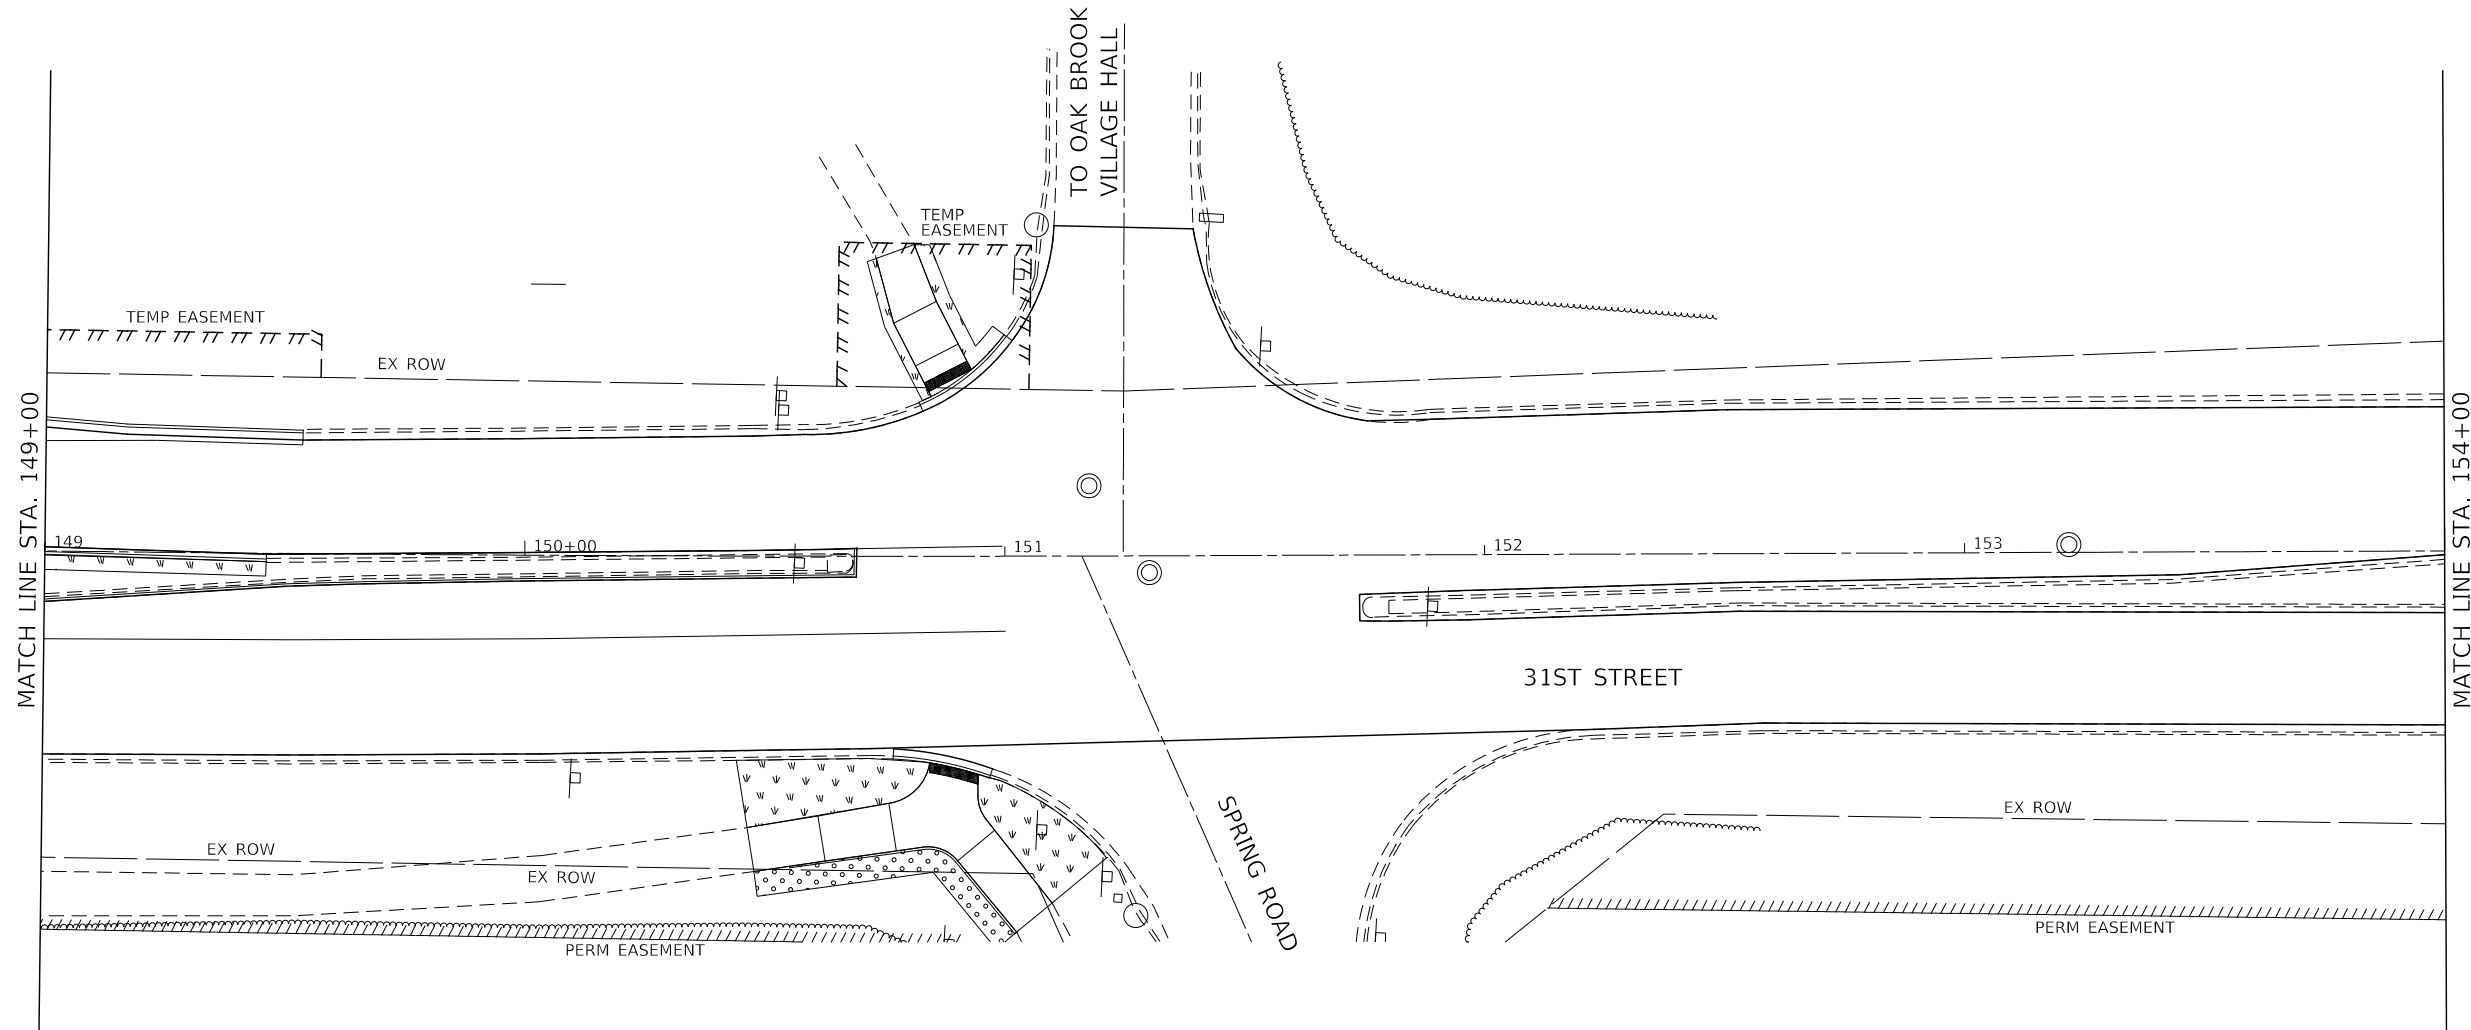 TO OAK BROOK
VILLAGE HALL
TEMP
EASEMENT
TEMP EASEMENT
EX ROW
MATCH LINE STA. 149+00
MATCH LINE STA. 154+00
149
150+00
151
152
153
31ST STREET
SPRING ROAD
EX ROW
EX ROW
EX ROW
PERM EASEMENT
PERM EASEMENT